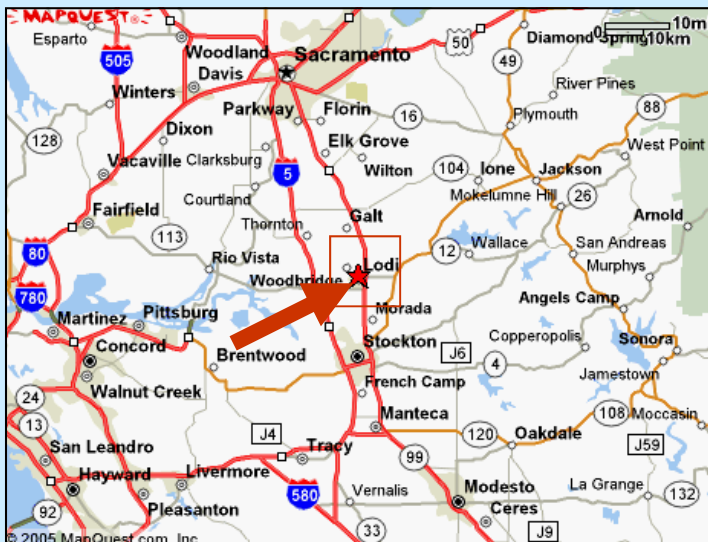 MAPQUEST
10m
10km
Esparto
505
Woodland
Sacramento
50
Diamond Spring
Davis
49
River Pines
Winters
Parkway
Florin
16
Plymouth
88
128
Dixon
Elk Grove
West Point
Vacaville
Clarksburg
5
Wilton
104
Ione
Jackson
Courtland
Mokelumne Hill
26
Fairfield
113
Thornton
Galt
Arnold
80
Rio Vista
Lodi
12
Wallace
San Andreas
Woodbridge
Murphys
780
Martinez
Pittsburg
Morada
Angels Camp
Concord
Brentwood
Stockton
J6
Copperopolis
Sonora
4
Jamestown
Walnut Creek
French Camp
24
13
J4
Manteca
108
Moccasin
San Leandro
Tracy
120
Oakdale
J59
99
Hayward
Livermore
580
Vernalis
Modesto
La Grange
132
92
Pleasanton
33
Ceres
J9
© 2005 MapQuest.com, Inc.